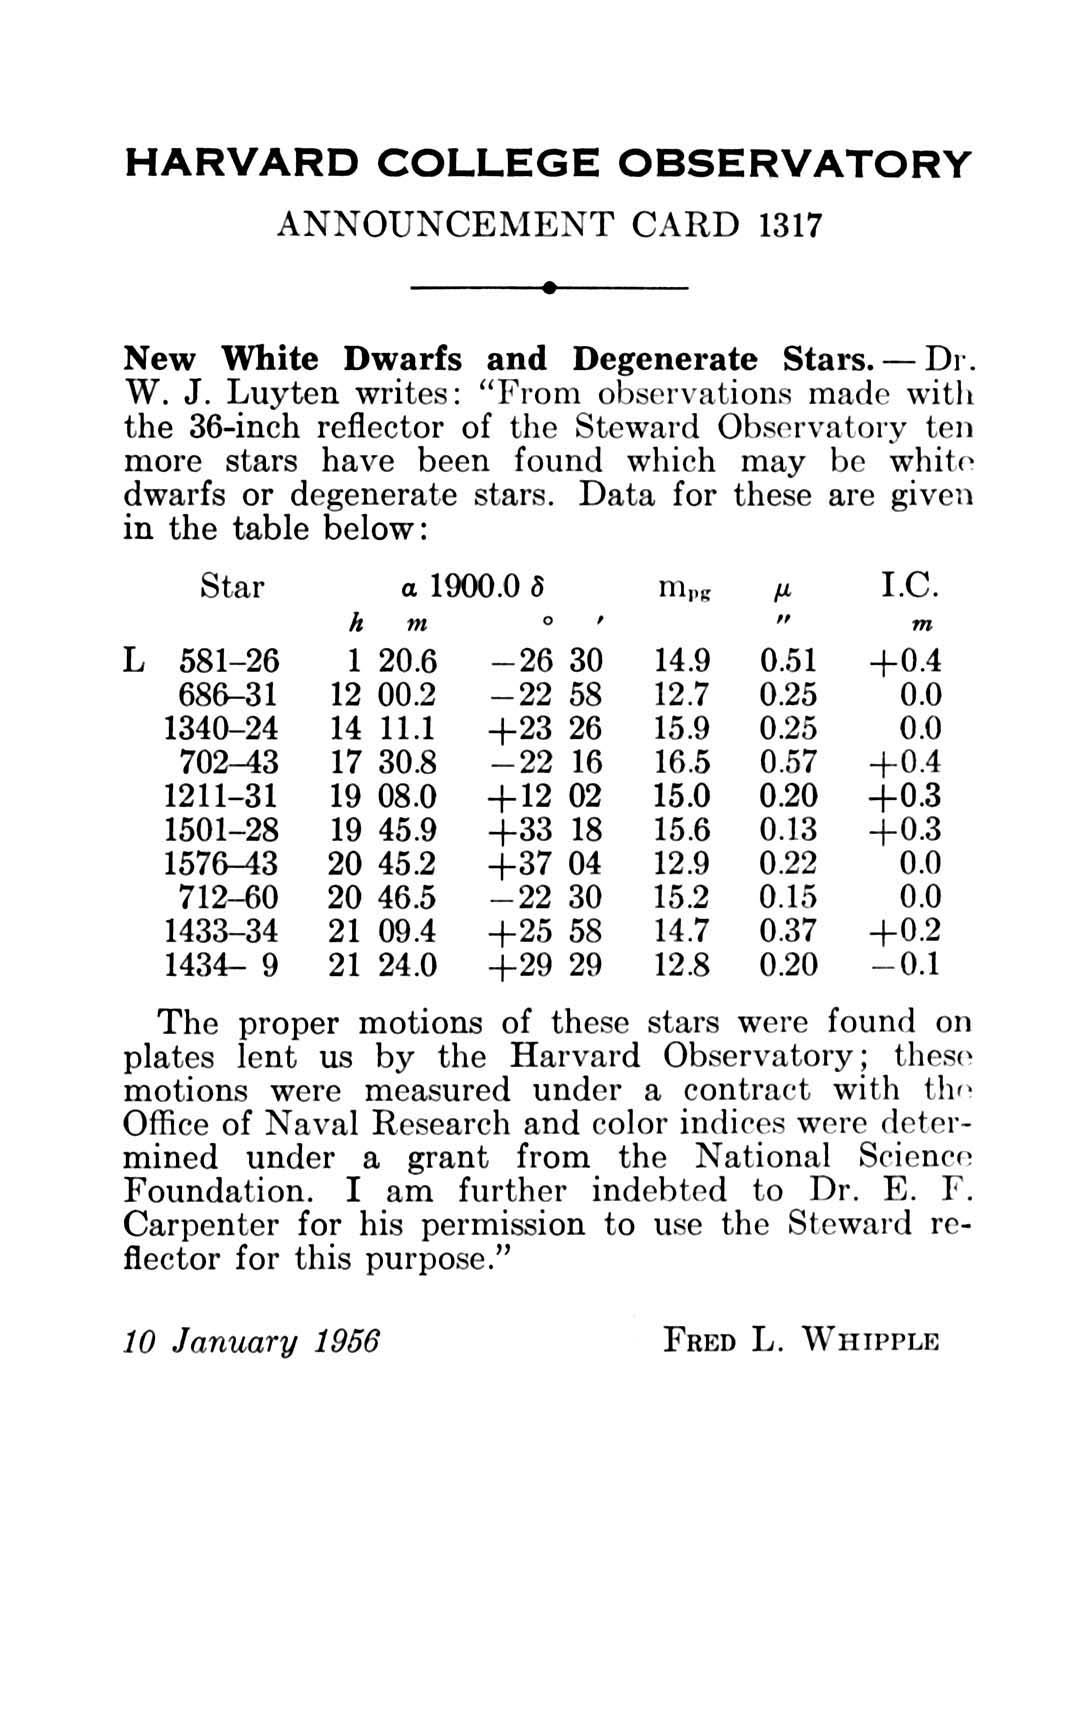 HARVARD COLLEGE OBSERVATORY
ANNOUNCEMENT CARD 1317
New White Dwarfs and Degenerate Stars. — Dr.
W. J. Luyten writes: “From observations made with
the 36-inch reflector of the Steward Observatory ten
more stars have been found which may be white
dwarfs or degenerate stars. Data for these are given
in the table below:
Star α 1900.0 δ mpg μ I.C.
h m ° ′ ″ m
L 581–26 1 20.6 −26 30 14.9 0.51 +0.4
686–31 12 00.2 −22 58 12.7 0.25 0.0
1340–24 14 11.1 +23 26 15.9 0.25 0.0
702–43 17 30.8 −22 16 16.5 0.57 +0.4
1211–31 19 08.0 +12 02 15.0 0.20 +0.3
1501–28 19 45.9 +33 18 15.6 0.13 +0.3
1576–43 20 45.2 +37 04 12.9 0.22 0.0
712–60 20 46.5 −22 30 15.2 0.15 0.0
1433–34 21 09.4 +25 58 14.7 0.37 +0.2
1434– 9 21 24.0 +29 29 12.8 0.20 −0.1
The proper motions of these stars were found on
plates lent us by the Harvard Observatory; these
motions were measured under a contract with the
Office of Naval Research and color indices were deter-
mined under a grant from the National Science
Foundation. I am further indebted to Dr. E. F.
Carpenter for his permission to use the Steward re-
flector for this purpose.”
10 January 1956 FRED L. WHIPPLE